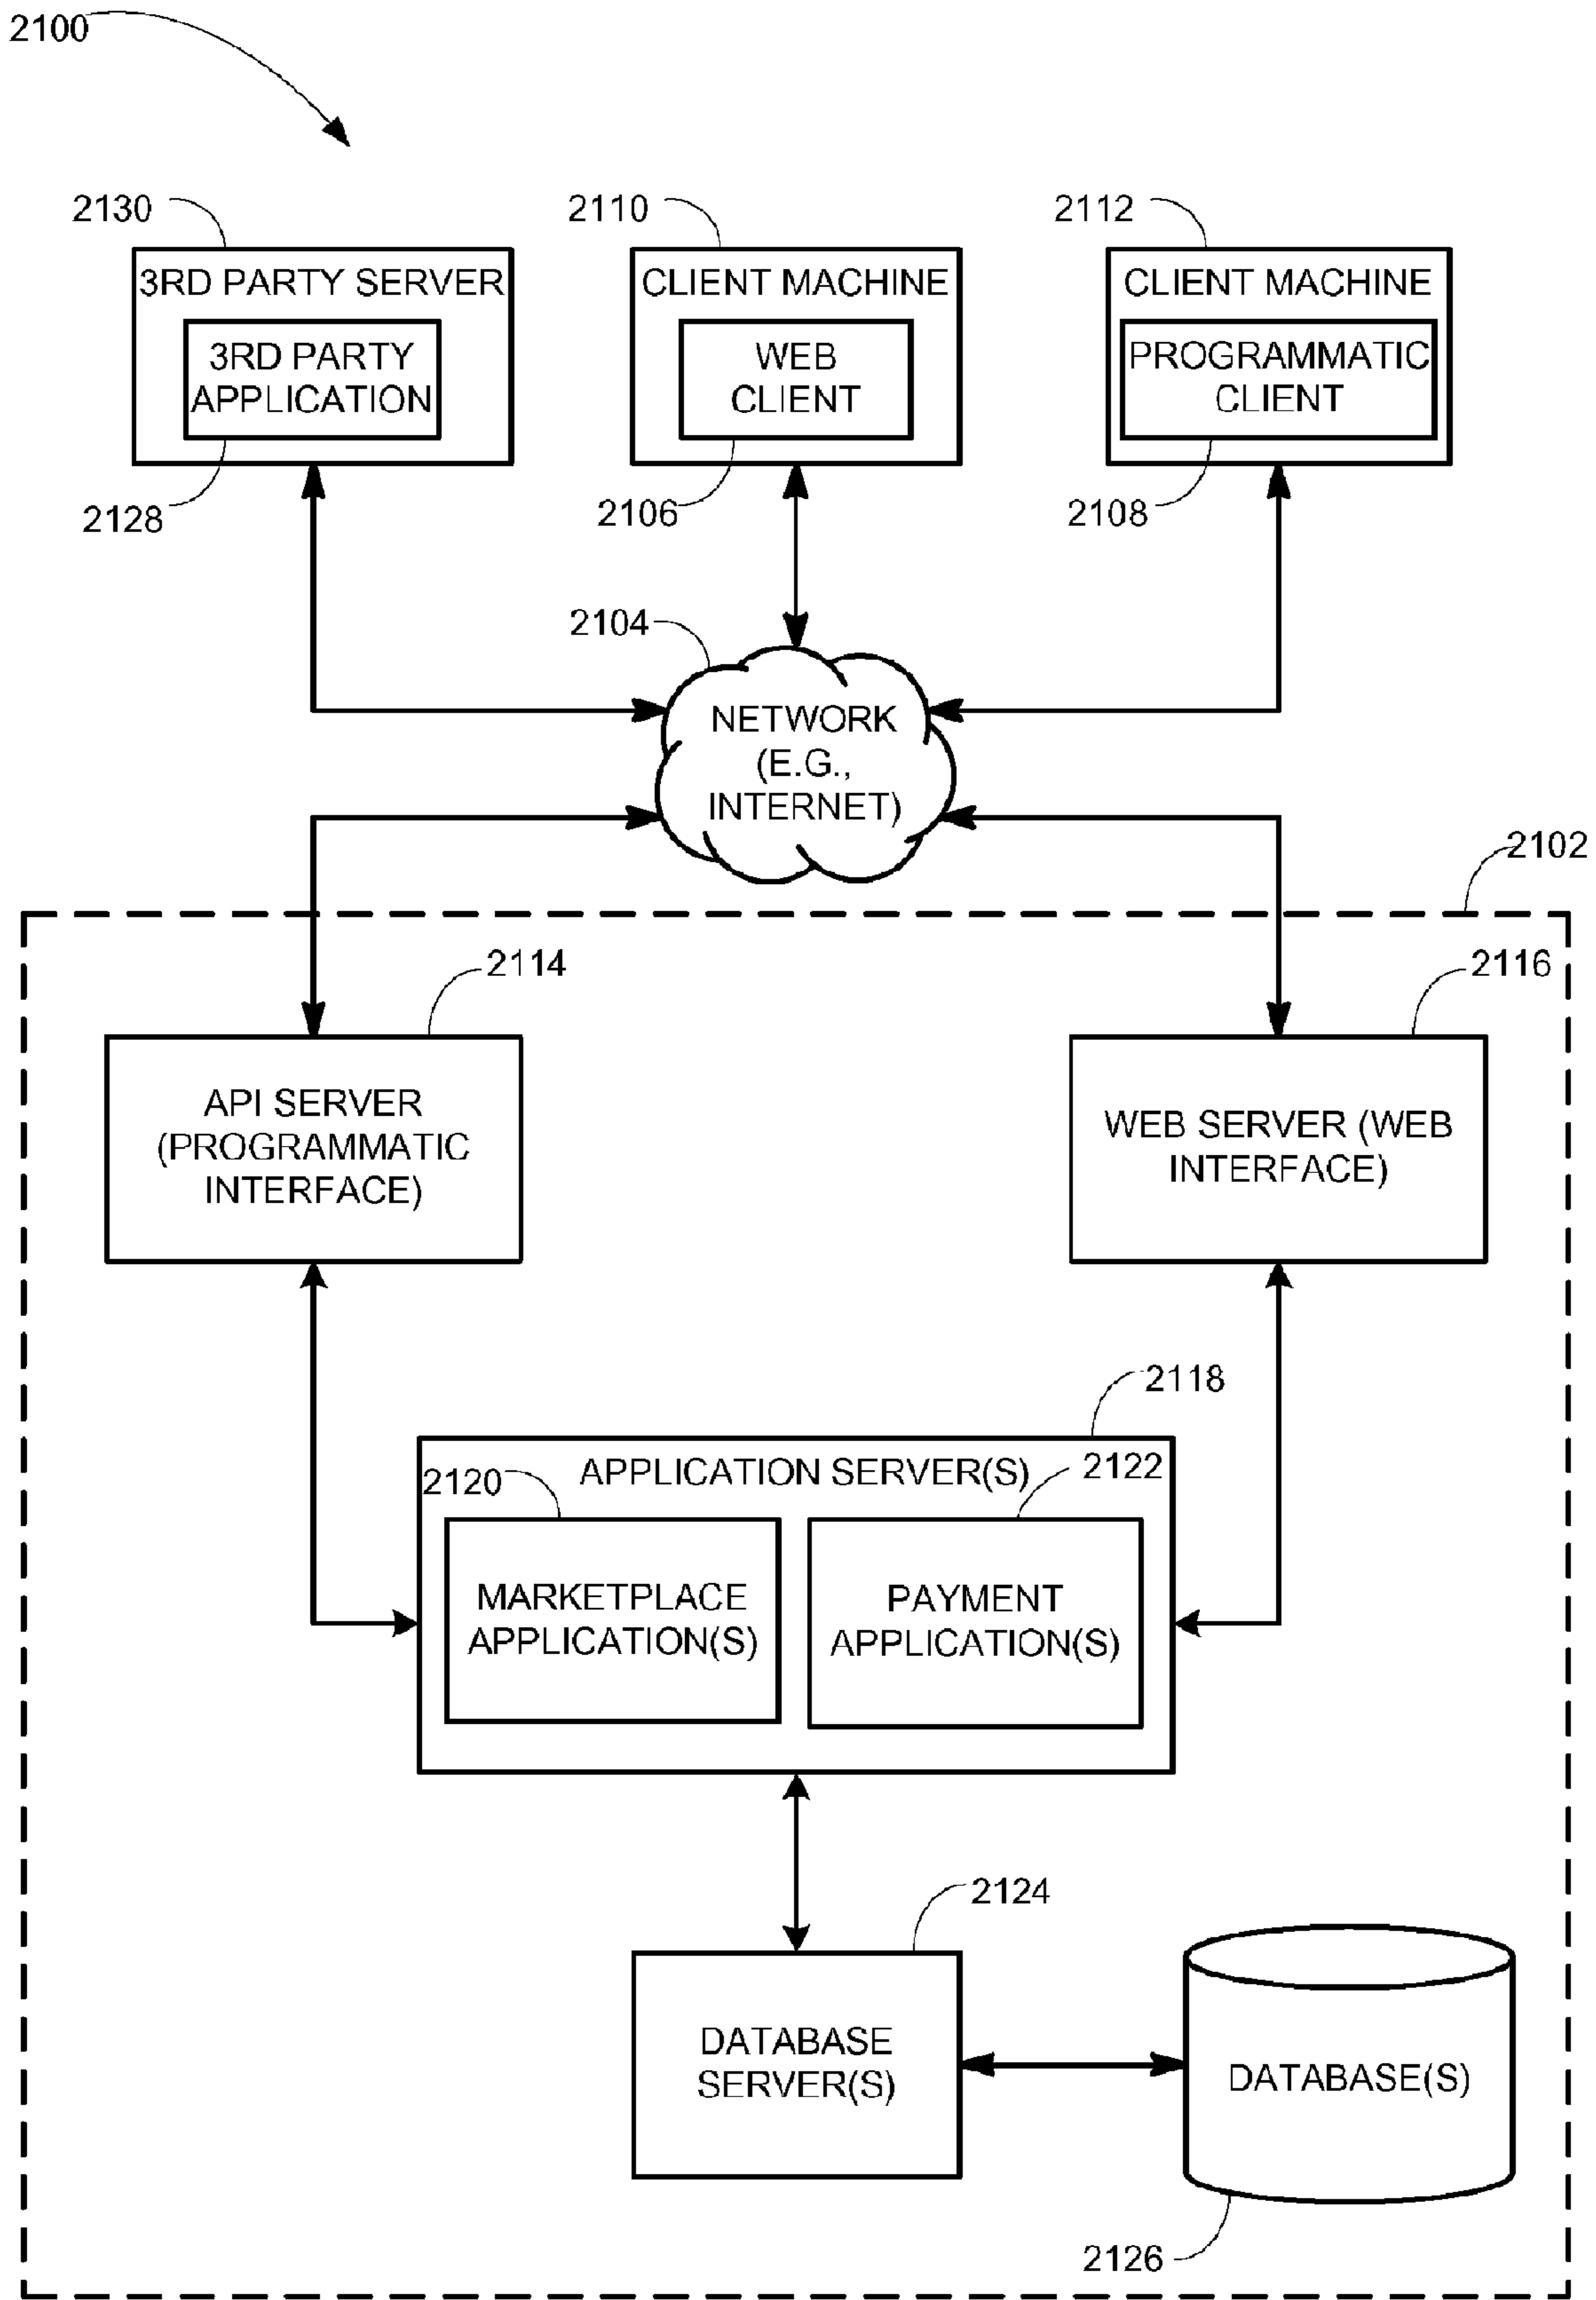 2100
2130
2110
2112
3RD PARTY SERVER
CLIENT MACHINE
CLIENT MACHINE
3RD PARTY
APPLICATION
WEB
CLIENT
PROGRAMMATIC
CLIENT
2128
2106
2108
2104
NETWORK
(E.G.,
INTERNET)
2102
2114
2116
API SERVER
(PROGRAMMATIC
INTERFACE)
WEB SERVER (WEB
INTERFACE)
2118
APPLICATION SERVER(S)
2120
2122
MARKETPLACE
APPLICATION(S)
PAYMENT
APPLICATION(S)
2124
DATABASE
SERVER(S)
DATABASE(S)
2126